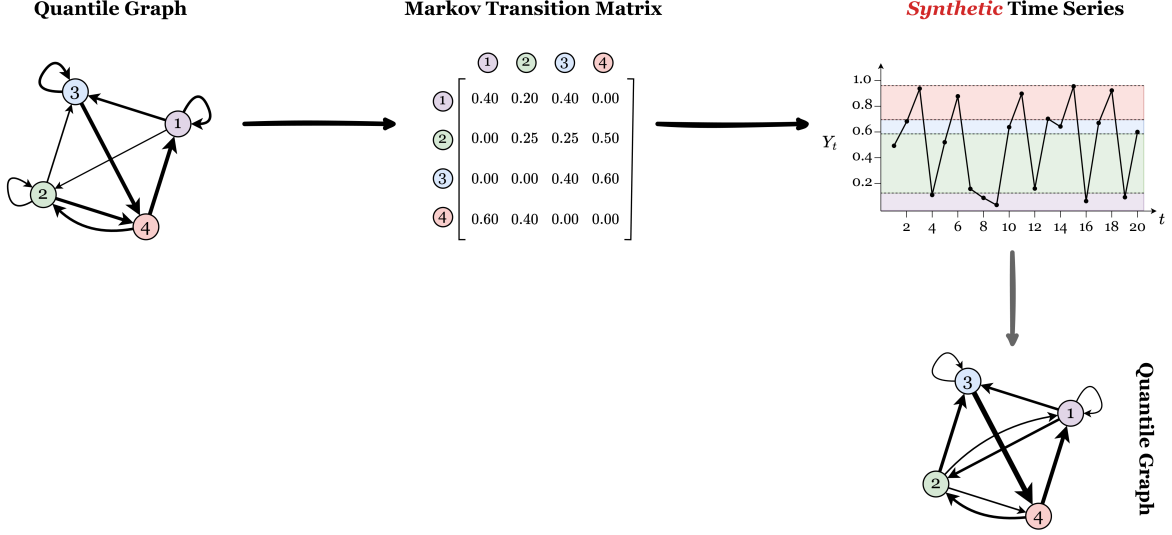 Quantile Graph
Markov Transition Matrix
Synthetic Time Series
3
1
2
4
1 2 3 4
1 0.40 0.20 0.40 0.00
2 0.00 0.25 0.25 0.50
3 0.00 0.00 0.40 0.60
4 0.60 0.40 0.00 0.00
1.0
0.8
0.6
0.4
0.2
Yt
2 4 6 8 10 12 14 16 18 20
t
3
1
2
4
Quantile Graph